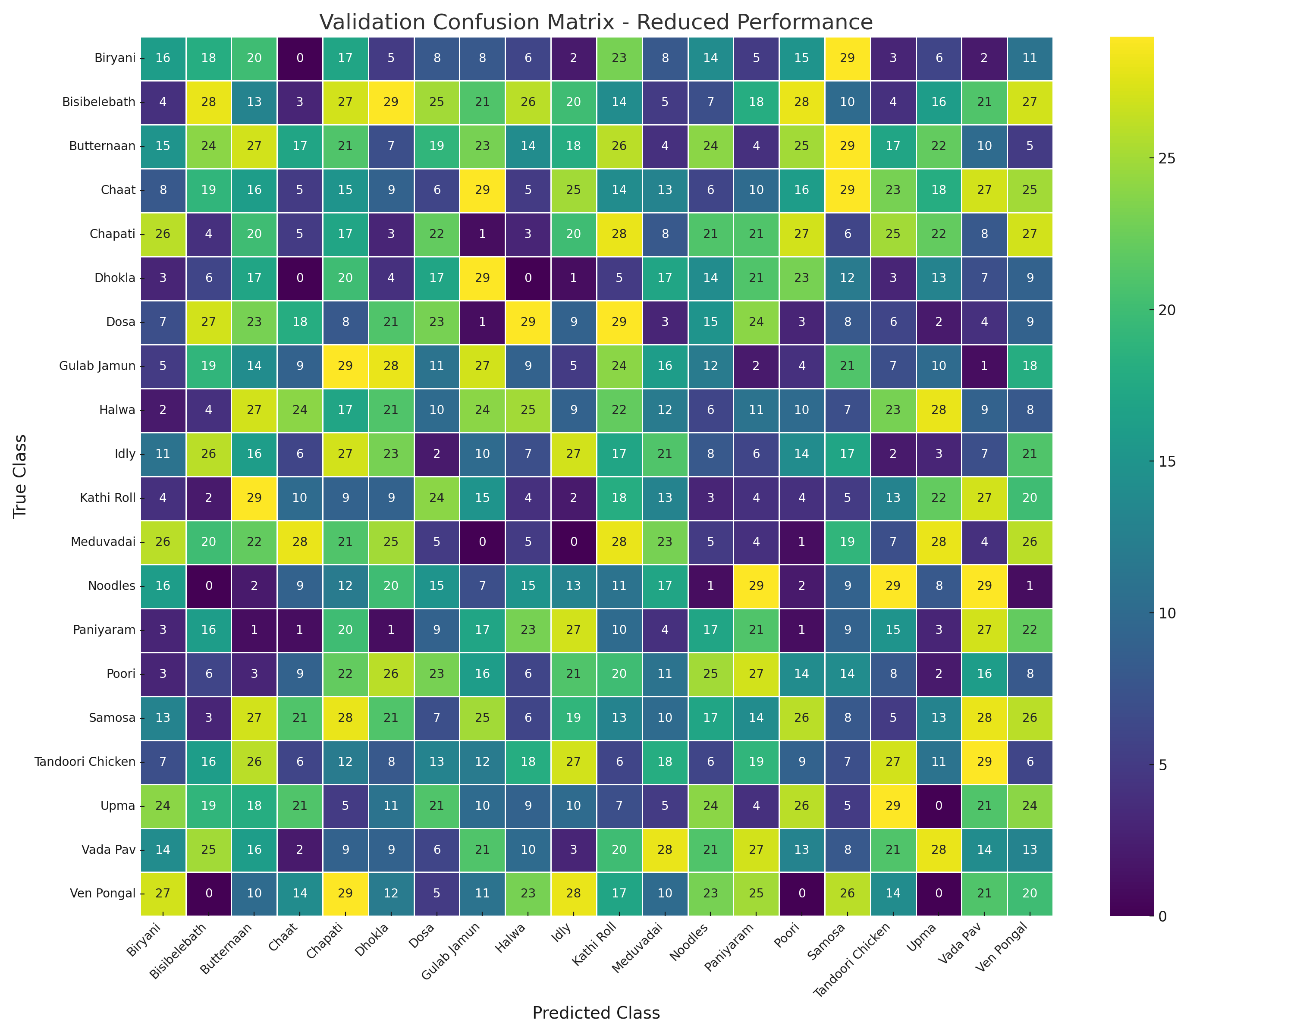 Validation Confusion Matrix - Reduced Performance
True Class
Biryani 16 18 20 0 17 5 8 8 6 2 23 8 14 5 15 29 3 6 2 11
Bisibelebath 4 28 13 3 27 29 25 21 26 20 14 5 7 18 28 10 4 16 21 27
Butternaan 15 24 27 17 21 7 19 23 14 18 26 4 24 4 25 29 17 22 10 5
Chaat 8 19 16 5 15 9 6 29 5 25 14 13 6 10 16 29 23 18 27 25
Chapati 26 4 20 5 17 3 22 1 3 20 28 8 21 21 27 6 25 22 8 27
Dhokla 3 6 17 0 20 4 17 29 0 1 5 17 14 21 23 12 3 13 7 9
Dosa 7 27 23 18 8 21 23 1 29 9 29 3 15 24 3 8 6 2 4 9
Gulab Jamun 5 19 14 9 29 28 11 27 9 5 24 16 12 2 4 21 7 10 1 18
Halwa 2 4 27 24 17 21 10 24 25 9 22 12 6 11 10 7 23 28 9 8
Idly 11 26 16 6 27 23 2 10 7 27 17 21 8 6 14 17 2 3 7 21
Kathi Roll 4 2 29 10 9 9 24 15 4 2 18 13 3 4 4 5 13 22 27 20
Meduvadai 26 20 22 28 21 25 5 0 5 0 28 23 5 4 1 19 7 28 4 26
Noodles 16 0 2 9 12 20 15 7 15 13 11 17 1 29 2 9 29 8 29 1
Paniyaram 3 16 1 1 20 1 9 17 23 27 10 4 17 21 1 9 15 3 27 22
Poori 3 6 3 9 22 26 23 16 6 21 20 11 25 27 14 14 8 2 16 8
Samosa 13 3 27 21 28 21 7 25 6 19 13 10 17 14 26 8 5 13 28 26
Tandoori Chicken 7 16 26 6 12 8 13 12 18 27 6 18 6 19 9 7 27 11 29 6
Upma 24 19 18 21 5 11 21 10 9 10 7 5 24 4 26 5 29 0 21 24
Vada Pav 14 25 16 2 9 9 6 21 10 3 20 28 21 27 13 8 21 28 14 13
Ven Pongal 27 0 10 14 29 12 5 11 23 28 17 10 23 25 0 26 14 0 21 20
Biryani Bisibelebath Butternaan Chaat Chapati Dhokla Dosa Gulab Jamun Halwa Idly Kathi Roll Meduvadai Noodles Paniyaram Poori Samosa Tandoori Chicken Upma Vada Pav Ven Pongal
Predicted Class
25
20
15
10
5
0